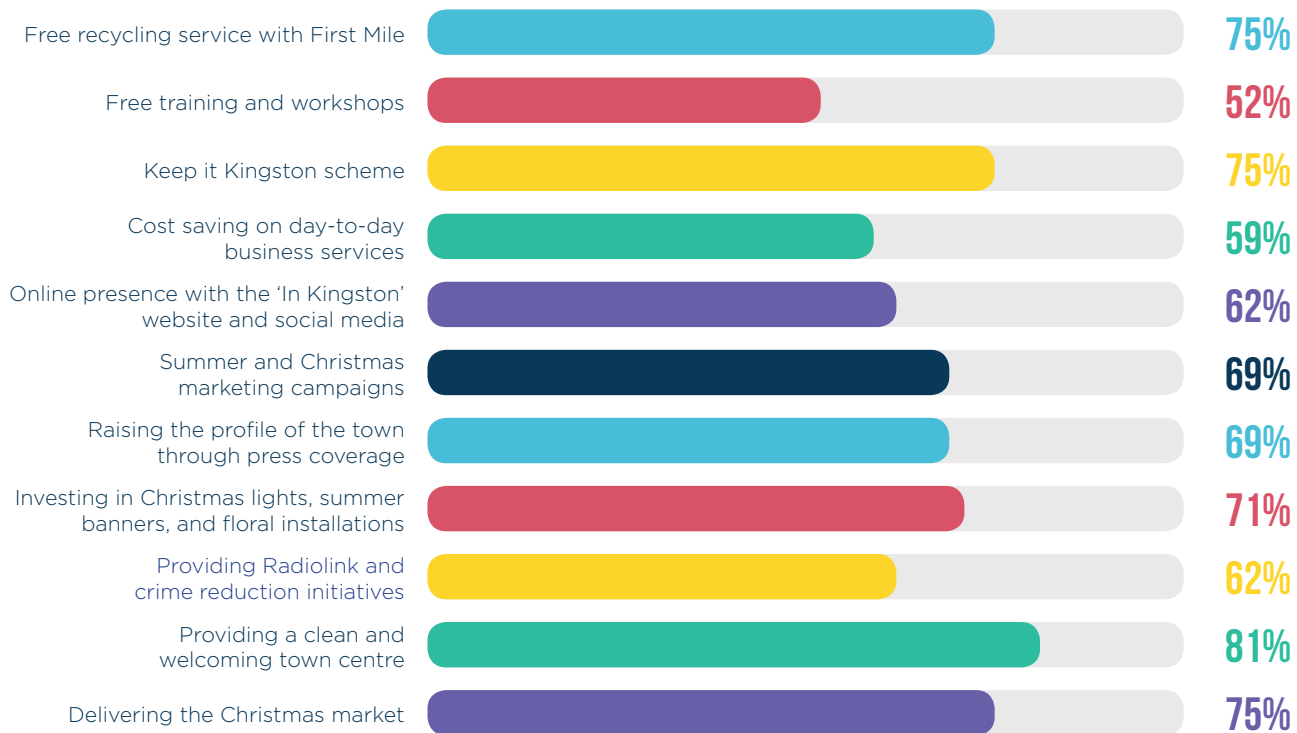 Free recycling service with First Mile
75%
Free training and workshops
52%
Keep it Kingston scheme
75%
Cost saving on day-to-day
business services
59%
Online presence with the ‘In Kingston’
website and social media
62%
Summer and Christmas
marketing campaigns
69%
Raising the profile of the town
through press coverage
69%
Investing in Christmas lights, summer
banners, and floral installations
71%
Providing Radiolink and
crime reduction initiatives
62%
Providing a clean and
welcoming town centre
81%
Delivering the Christmas market
75%